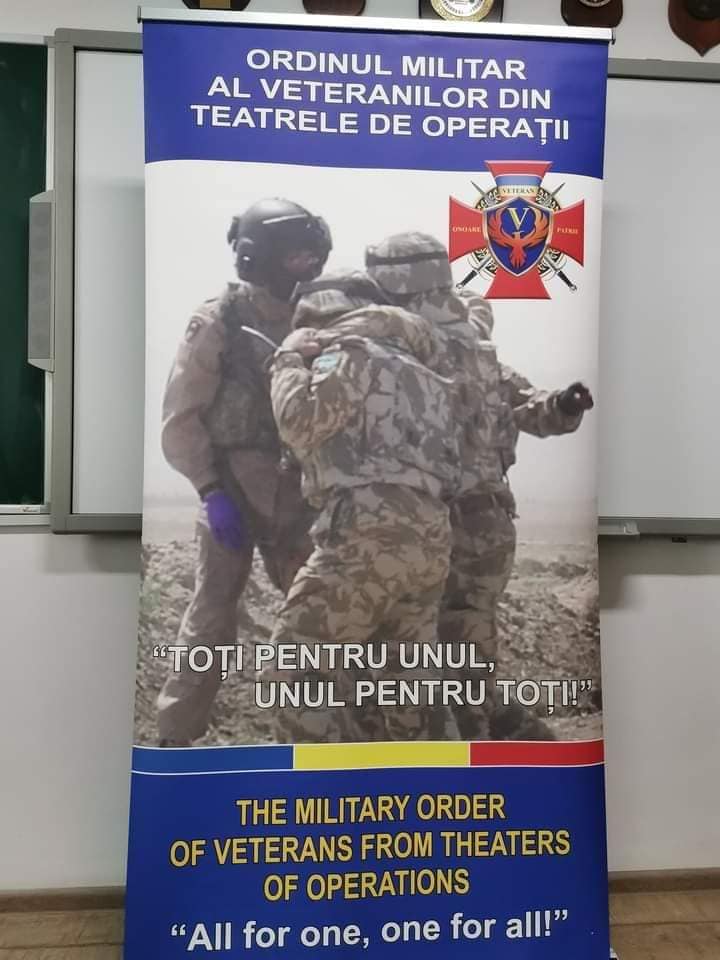 ORDINUL MILITAR
AL VETERANILOR DIN
TEATRELE DE OPERAȚII
VETERAN
ONOARE
V
PATRIE
“TOȚI PENTRU UNUL,
UNUL PENTRU TOȚI!”
THE MILITARY ORDER
OF VETERANS FROM THEATERS
OF OPERATIONS
“All for one, one for all!”